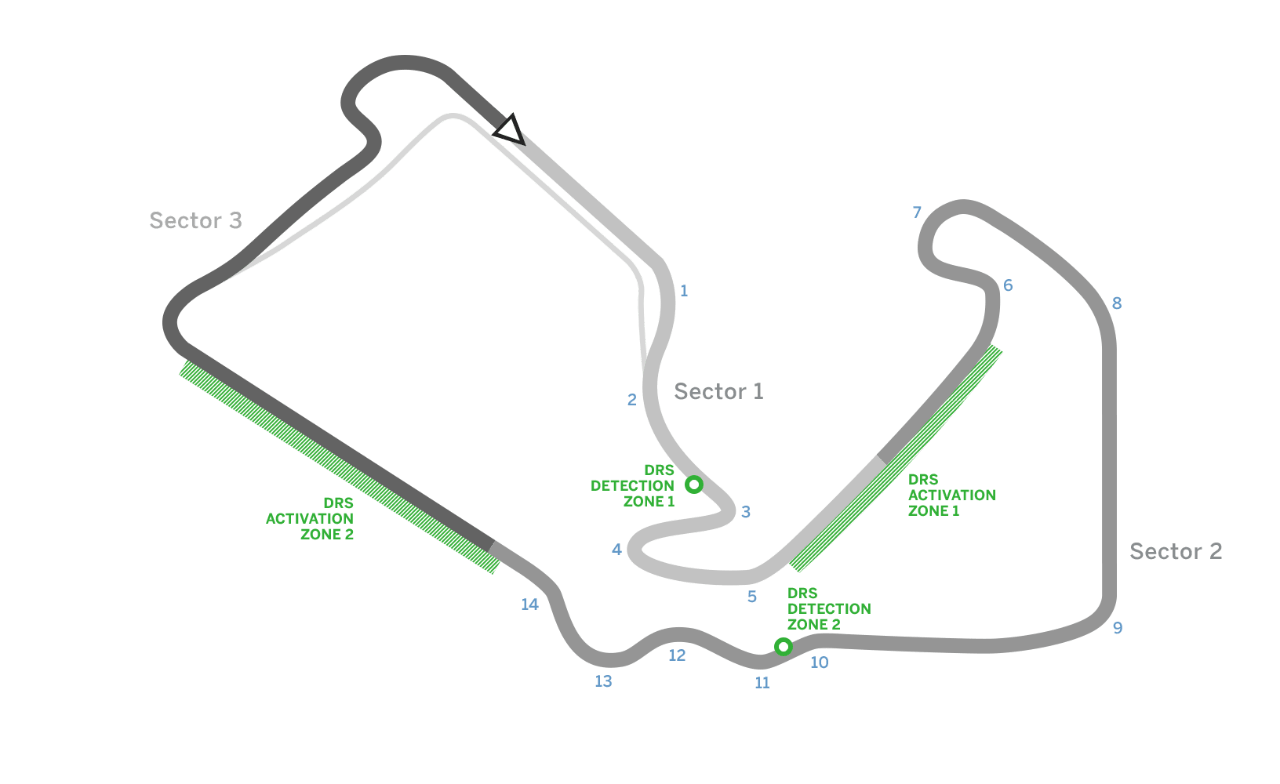 7
Sector 3
6
1
8
Sector 1
2
DRS
DETECTION
ZONE 1
DRS
ACTIVATION
ZONE 1
DRS
ACTIVATION
ZONE 2
3
4
Sector 2
5
14
DRS
DETECTION
ZONE 2
9
12
10
13
11